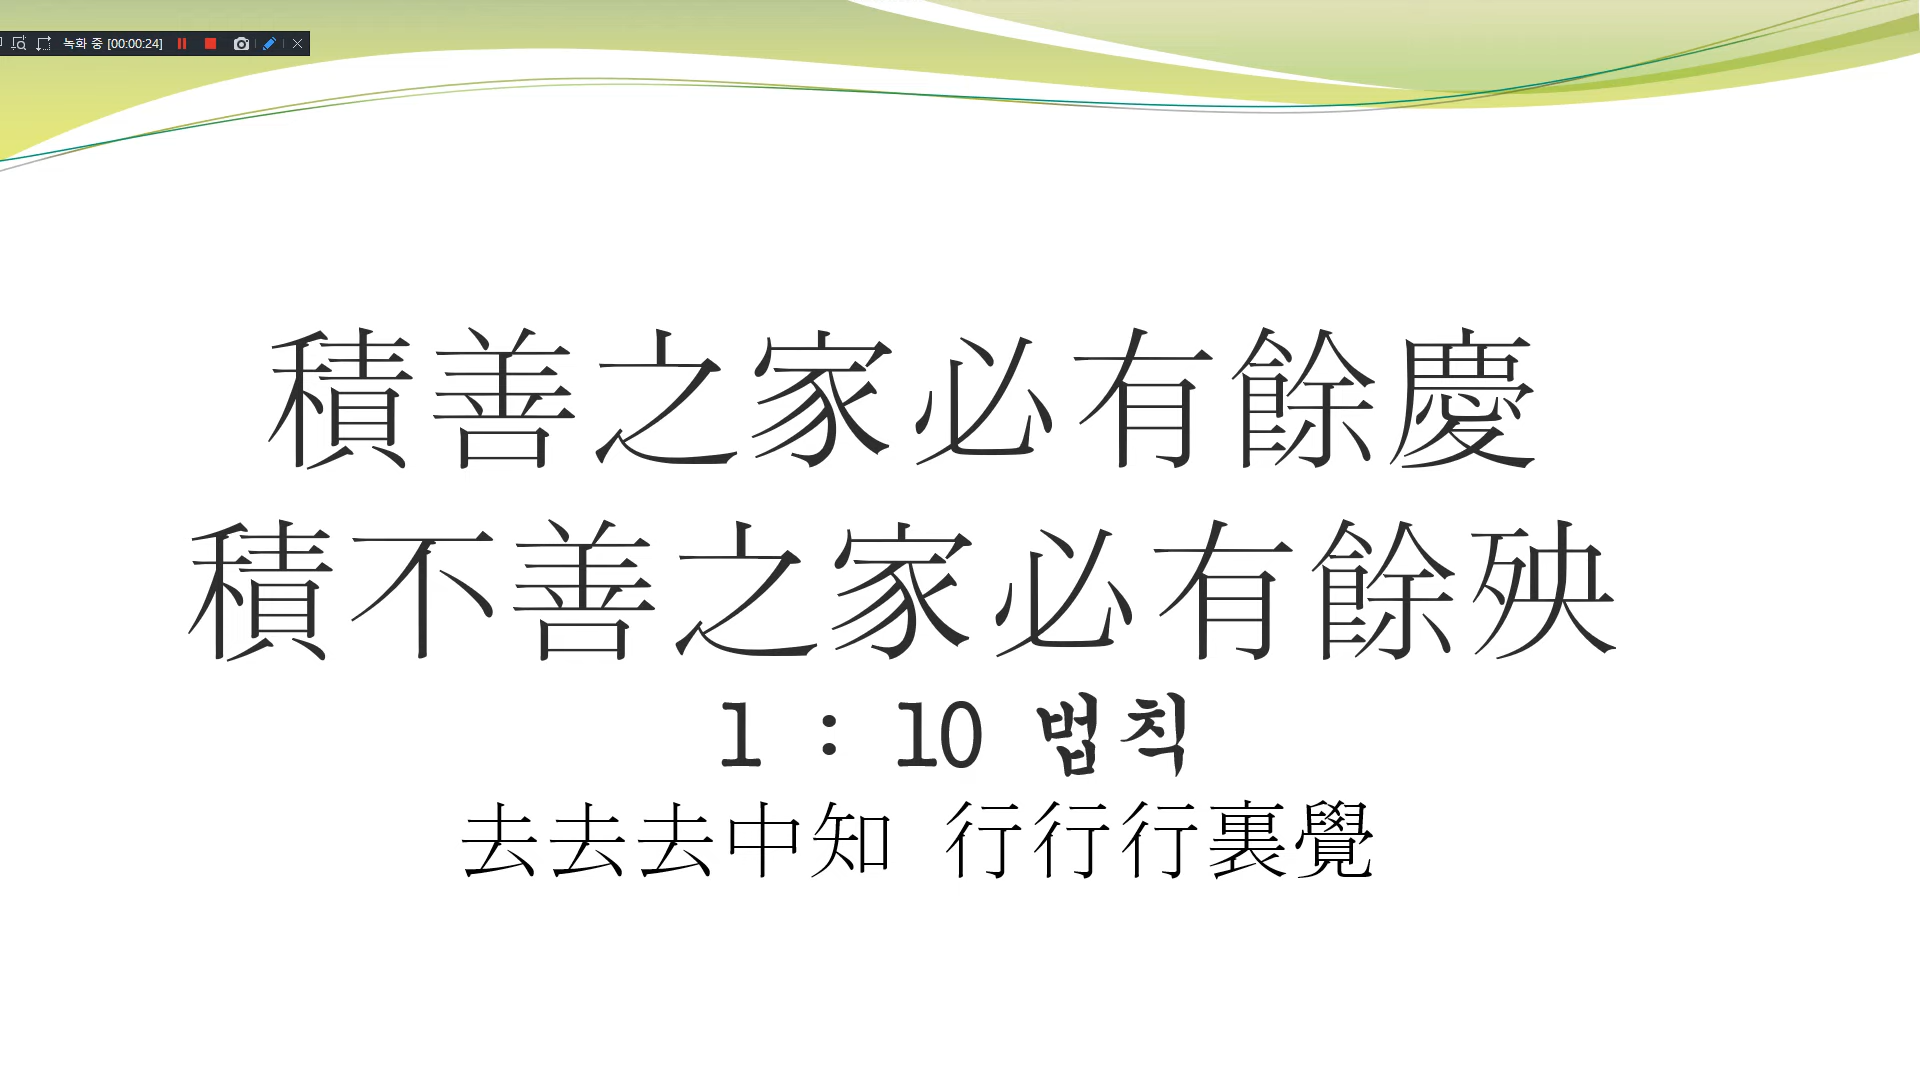 녹화 중 [00:00:24]
積善之家必有餘慶
積不善之家必有餘殃
1 : 10 법칙
去去去中知 行行行裏覺